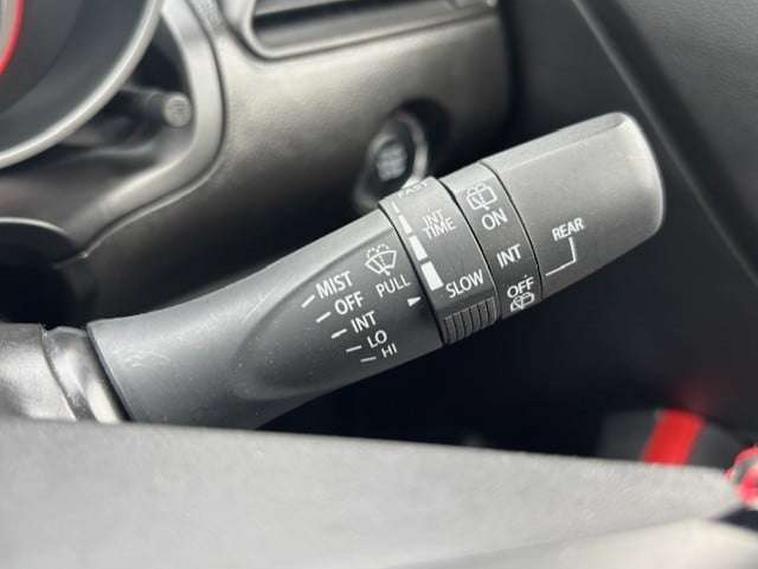 MIST
OFF
INT
LO
HI
PULL
FAST
INT
TIME
SLOW
ON
INT
OFF
REAR